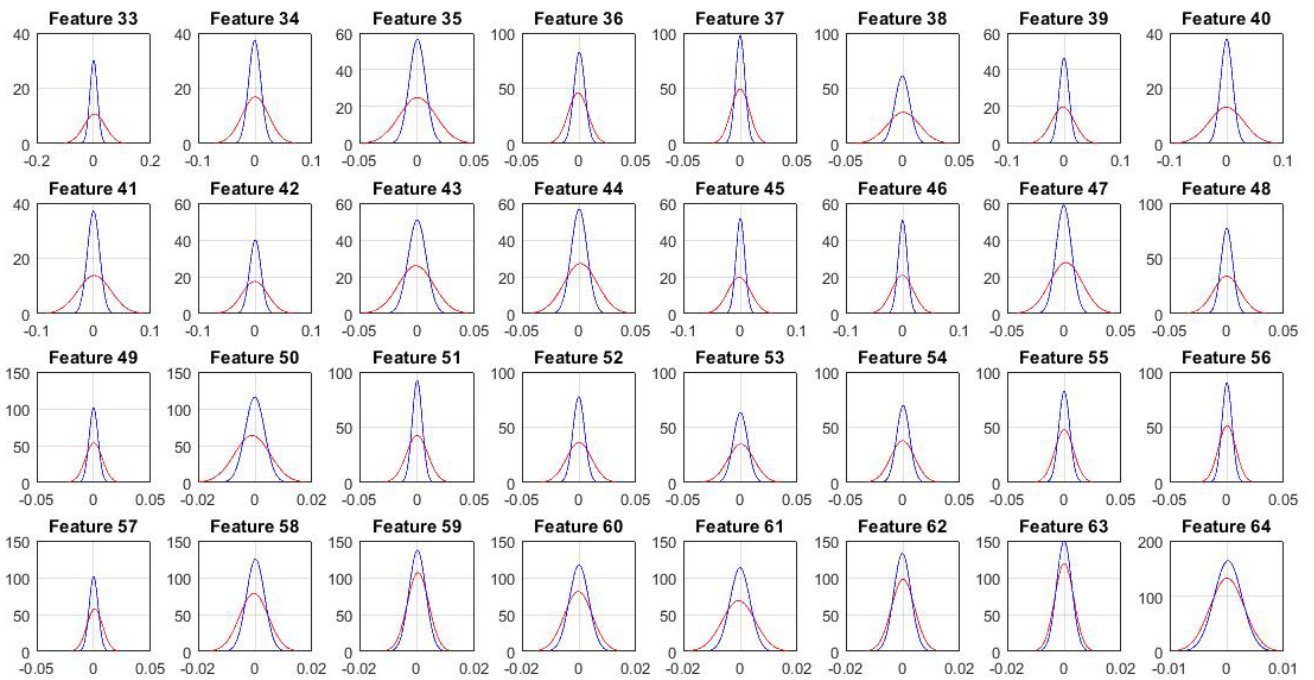 Feature 33 Feature 34 Feature 35 Feature 36 Feature 37 Feature 38 Feature 39 Feature 40
40 40 60 100 100 100 60 40
40 40
20 20 50 50 50 20
20 20
0 0 0 0 0 0 0 0
-0.2 0 0.2 -0.1 0 0.1 -0.05 0 0.05 -0.05 0 0.05 -0.05 0 0.05 -0.05 0 0.05 -0.1 0 0.1 -0.1 0 0.1
Feature 41 Feature 42 Feature 43 Feature 44 Feature 45 Feature 46 Feature 47 Feature 48
40 60 60 60 60 60 60 100
40 40 40 40 40 40
20 50
20 20 20 20 20 20
0 0 0 0 0 0 0 0
-0.1 0 0.1 -0.1 0 0.1 -0.05 0 0.05 -0.05 0 0.05 -0.1 0 0.1 -0.1 0 0.1 -0.05 0 0.05 -0.05 0 0.05
Feature 49 Feature 50 Feature 51 Feature 52 Feature 53 Feature 54 Feature 55 Feature 56
150 150 100 100 100 100 100 100
100 100
50 50 50 50 50 50
50 50
0 0 0 0 0 0 0 0
-0.05 0 0.05 -0.02 0 0.02 -0.05 0 0.05 -0.05 0 0.05 -0.05 0 0.05 -0.05 0 0.05 -0.05 0 0.05 -0.05 0 0.05
Feature 57 Feature 58 Feature 59 Feature 60 Feature 61 Feature 62 Feature 63 Feature 64
150 150 150 150 150 150 150 200
100 100 100 100 100 100 100
100
50 50 50 50 50 50 50
0 0 0 0 0 0 0 0
-0.05 0 0.05 -0.02 0 0.02 -0.02 0 0.02 -0.02 0 0.02 -0.02 0 0.02 -0.02 0 0.02 -0.02 0 0.02 -0.01 0 0.01